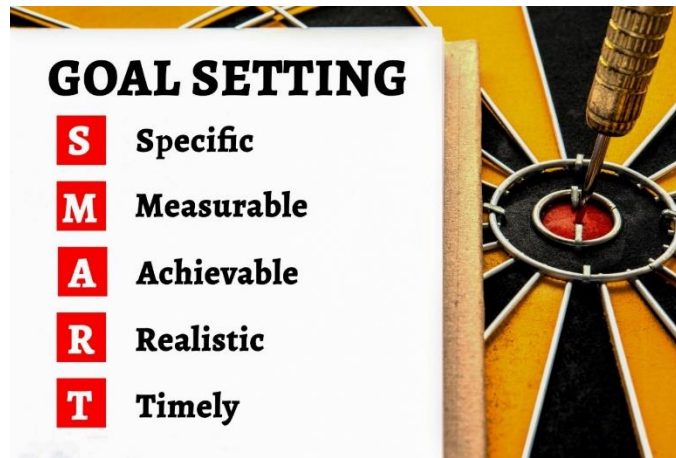 GOAL SETTING
S Specific
M Measurable
A Achievable
R Realistic
T Timely